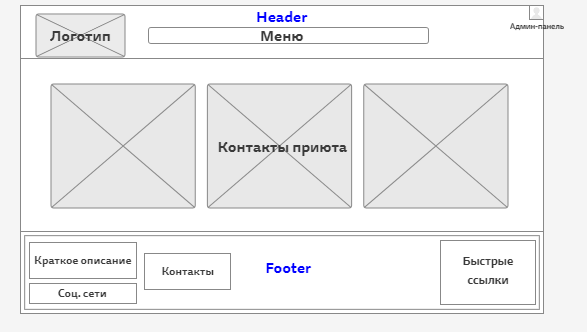 Header
Логотип
Меню
Админ-панель
Контакты приюта
Краткое описание
Контакты
Footer
Быстрые
ссылки
Соц. сети